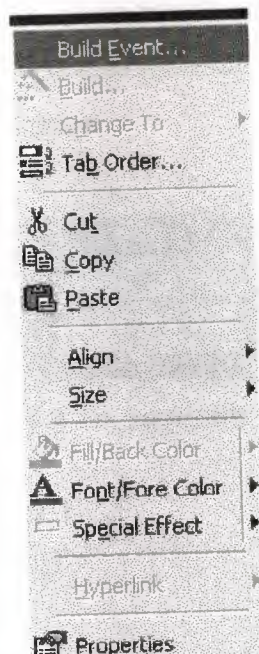 Build Event...
Build...
Change To
Tab Order...
Cut
Copy
Paste
Align
Size
Fill/Back Color
Font/Fore Color
Special Effect
Hyperlink
Properties